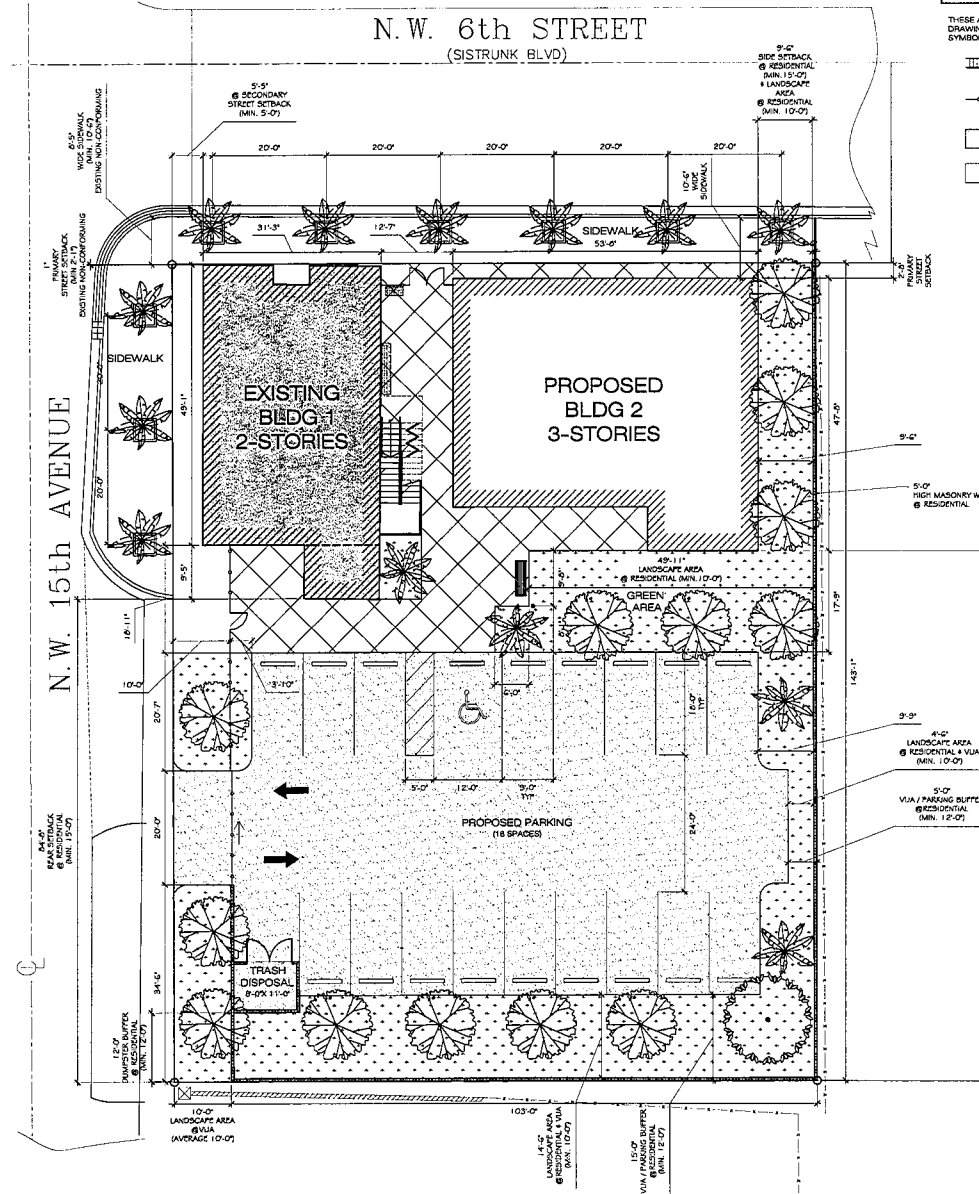 N.W. 6th STREET
(SISTRUNK BLVD)
THESE
DRAWIN
SYMBO
5'-5"
@ SECONDARY
STREET SETBACK
(MIN. 5'-0")
9'-6"
SIDE SETBACK
@ RESIDENTIAL
(MIN. 15'-0")
& LANDSCAPE
AREA
@ RESIDENTIAL
(MIN. 10'-0")
8'-5"
WIDE SIDEWALK
(MIN. 10'-6")
EXISTING NON-CONFORMING
20'-0"
20'-0"
20'-0"
20'-0"
20'-0"
10'-6"
WIDE
SIDEWALK
SIDEWALK
31'-3"
12'-7"
53'-6"
1"
PRIMARY
STREET SETBACK
(MIN. 2'-1")
EXISTING NON-CONFORMING
PRIMARY
STREET
SETBACK
SIDEWALK
20'-0"
20'-0"
N.W. 15th AVENUE
EXISTING
BLDG 1
2-STORIES
PROPOSED
BLDG 2
3-STORIES
49'-1"
47'-8"
9'-6"
5'-0"
HIGH MASONRY W
@ RESIDENTIAL
9'-5"
49'-11"
LANDSCAPE AREA
@ RESIDENTIAL (MIN. 10'-0")
GREEN
AREA
17'-9"
18'-11"
143'-1"
10'-0"
3'-10"
6'-0"
18'-0"
TYP
20'-7"
9'-9"
4'-6"
LANDSCAPE AREA
@ RESIDENTIAL & VUA
(MIN. 10'-0")
5'-0"
12'-0"
9'-0"
TYP
24'-0"
5'-0"
VUA / PARKING BUFFE
@RESIDENTIAL
(MIN. 12'-0")
PROPOSED PARKING
(16 SPACES)
20'-0"
84'-8"
REAR SETBACK
@ RESIDENTIAL
(MIN. 15'-0")
34'-6"
TRASH
DISPOSAL
8'-0"X 11'-0"
12'-0"
DUMPSTER BUFFER
@ RESIDENTIAL
(MIN. 12'-0")
10'-0"
LANDSCAPE AREA
@VUA
(AVERAGE 10'-0")
103'-0"
14'-6"
LANDSCAPE AREA
@ RESIDENTIAL & VUA
(MIN. 10'-0")
15'-0"
VUA / PARKING BUFFER
@RESIDENTIAL
(MIN. 12'-0")